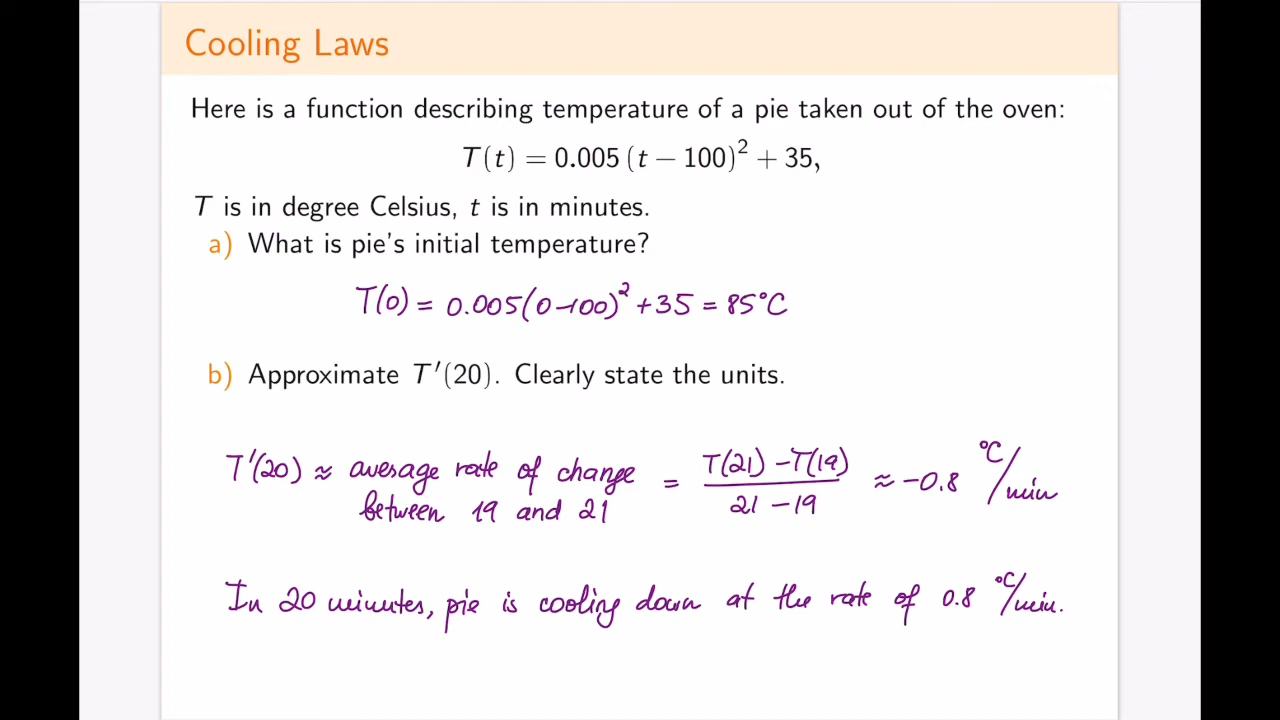 Cooling Laws
Here is a function describing temperature of a pie taken out of the oven:
T(t) = 0.005 (t − 100)² + 35,
T is in degree Celsius, t is in minutes.
a) What is pie's initial temperature?
T(0) = 0.005(0−100)² + 35 = 85°C
b) Approximate T′(20). Clearly state the units.
T'(20) ≈ average rate of change between 19 and 21 = (T(21) − T(19))/(21 − 19) ≈ −0.8 °C/min
In 20 minutes, pie is cooling down at the rate of 0.8 °C/min.